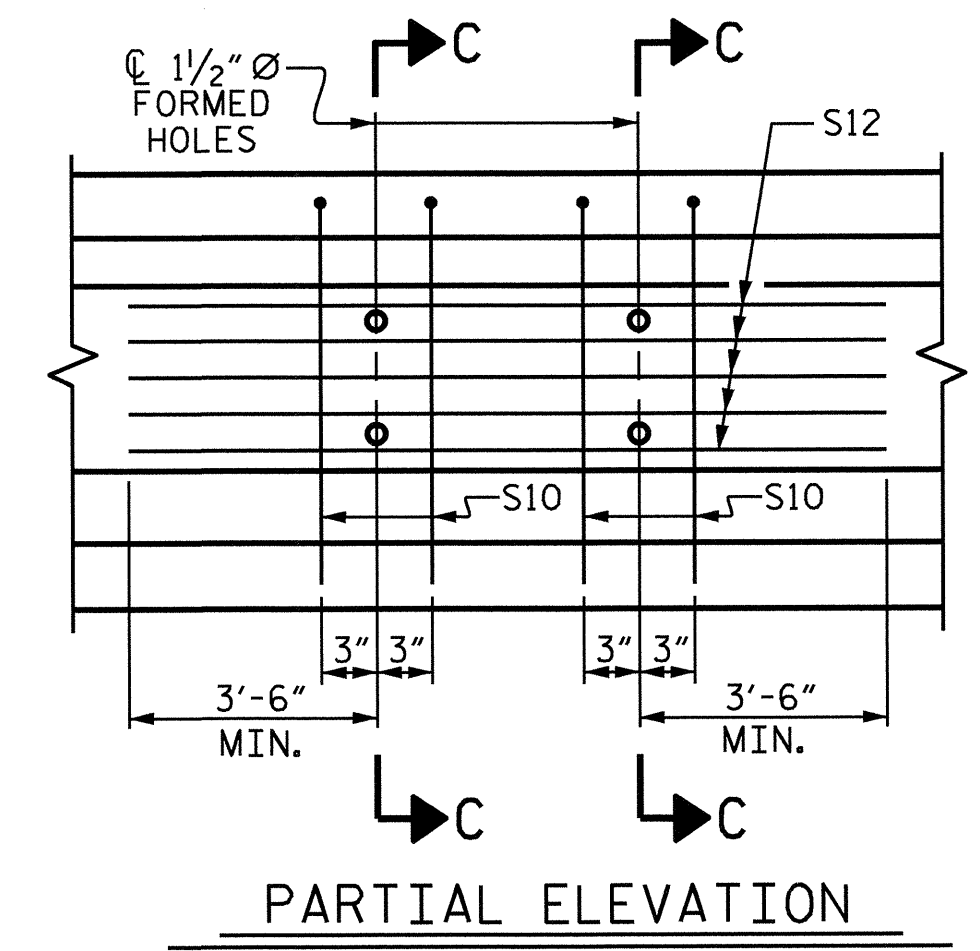 C C
℄ 1½" Ø
FORMED
HOLES
S12
S10 S10
3" 3" 3" 3"
3'-6" 3'-6"
MIN. MIN.
C C
PARTIAL ELEVATION